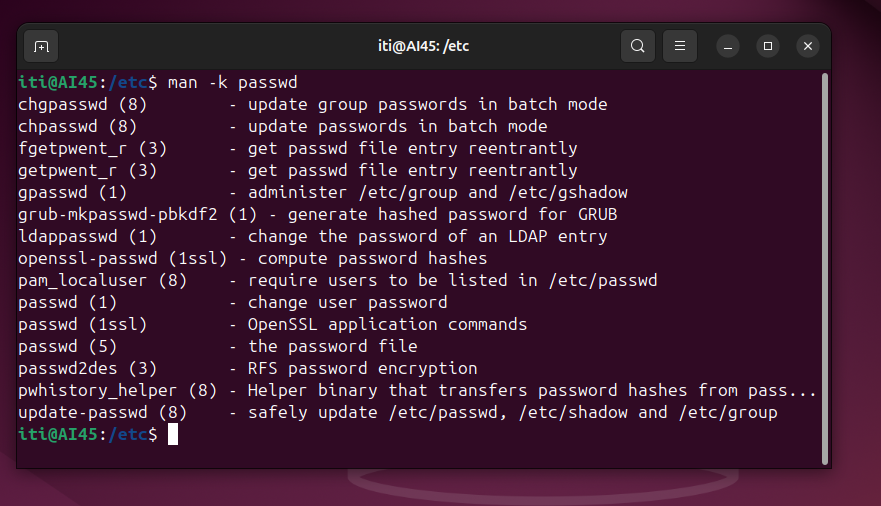 iti@AI45: /etc
iti@AI45:/etc$ man -k passwd
chgpasswd (8)        - update group passwords in batch mode
chpasswd (8)         - update passwords in batch mode
fgetpwent_r (3)      - get passwd file entry reentrantly
getpwent_r (3)       - get passwd file entry reentrantly
gpasswd (1)          - administer /etc/group and /etc/gshadow
grub-mkpasswd-pbkdf2 (1) - generate hashed password for GRUB
ldappasswd (1)       - change the password of an LDAP entry
openssl-passwd (1ssl) - compute password hashes
pam_localuser (8)    - require users to be listed in /etc/passwd
passwd (1)           - change user password
passwd (1ssl)        - OpenSSL application commands
passwd (5)           - the password file
passwd2des (3)       - RFS password encryption
pwhistory_helper (8) - Helper binary that transfers password hashes from pass...
update-passwd (8)    - safely update /etc/passwd, /etc/shadow and /etc/group
iti@AI45:/etc$